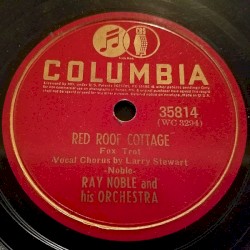 COLUMBIA
35814
(WC 3294)
RED ROOF COTTAGE
Fox Trot
Vocal Chorus by Larry Stewart
-Noble-
RAY NOBLE and
his ORCHESTRA